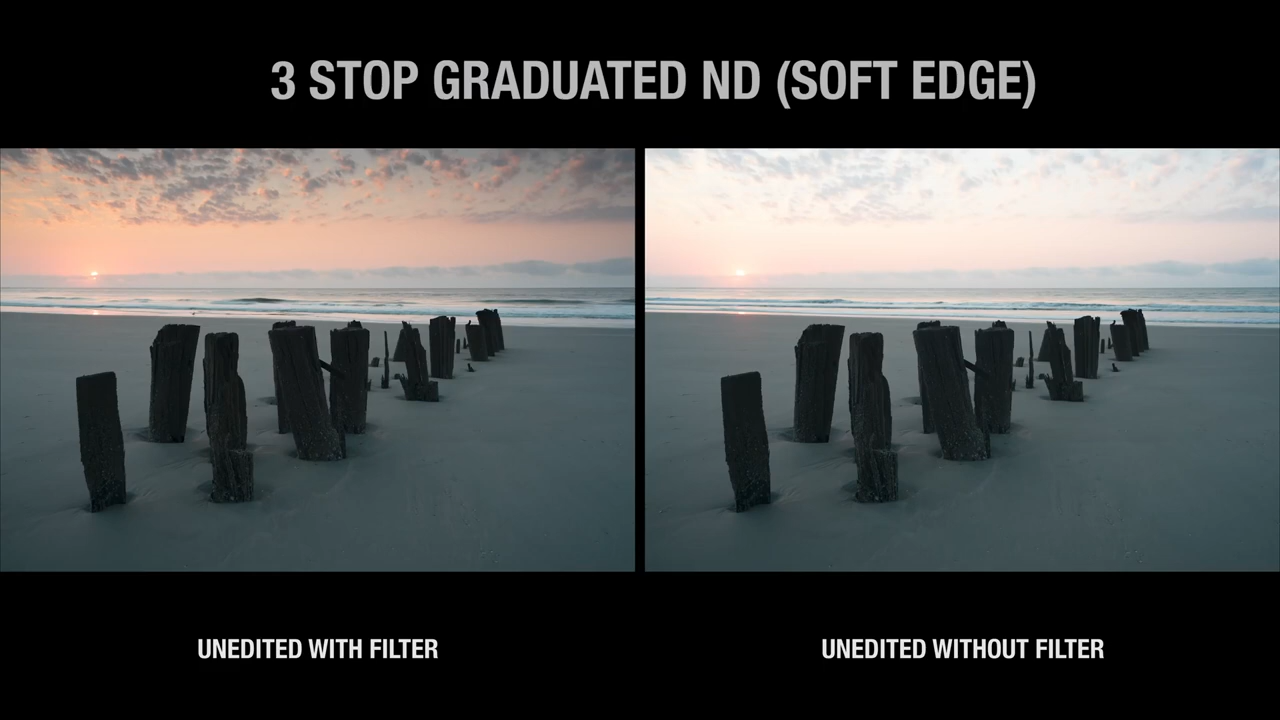 3 STOP GRADUATED ND (SOFT EDGE)
UNEDITED WITH FILTER
UNEDITED WITHOUT FILTER